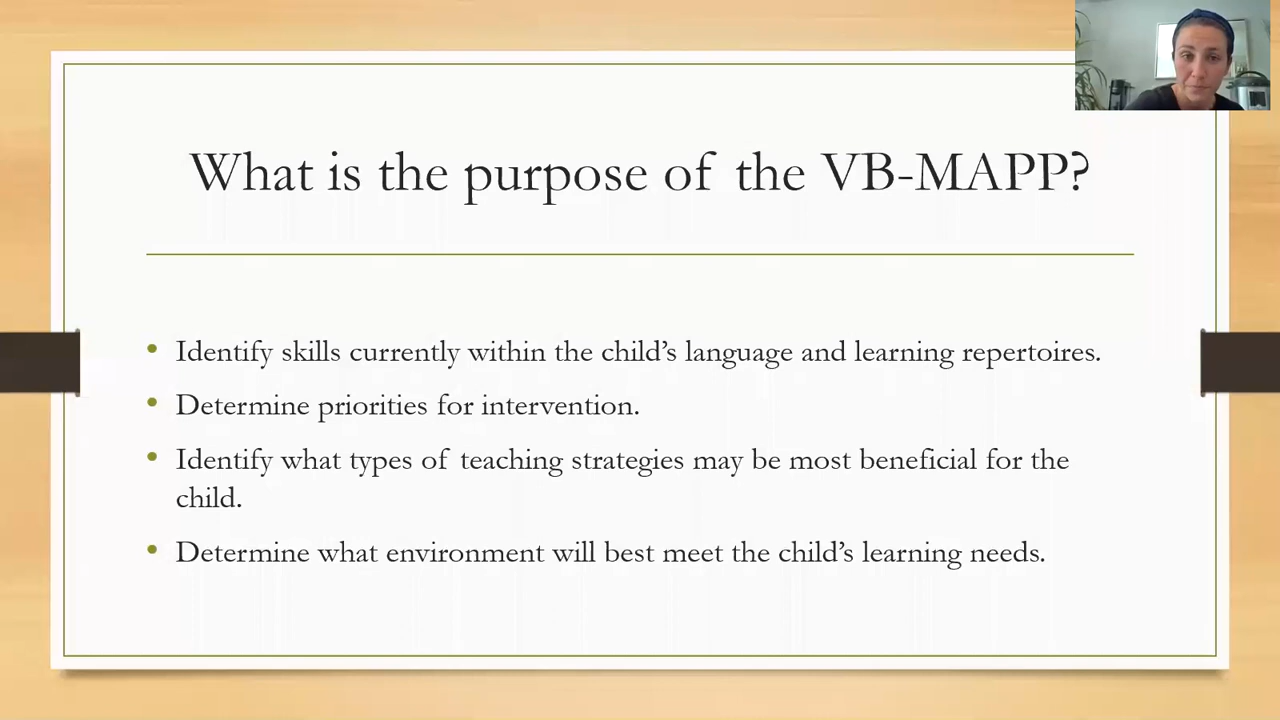 What is the purpose of the VB-MAPP?
• Identify skills currently within the child’s language and learning repertoires.
• Determine priorities for intervention.
• Identify what types of teaching strategies may be most beneficial for the
child.
• Determine what environment will best meet the child’s learning needs.